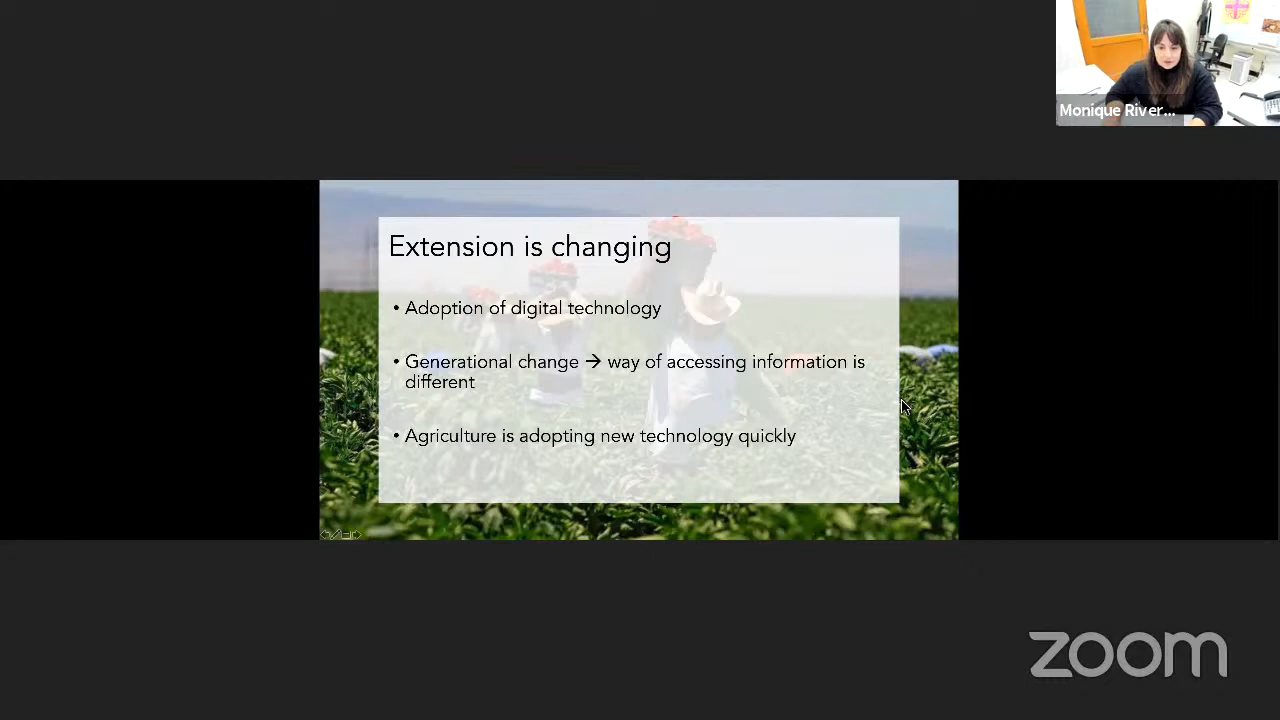 Monique River...
Extension is changing
• Adoption of digital technology
• Generational change → way of accessing information is
different
• Agriculture is adopting new technology quickly
zoom